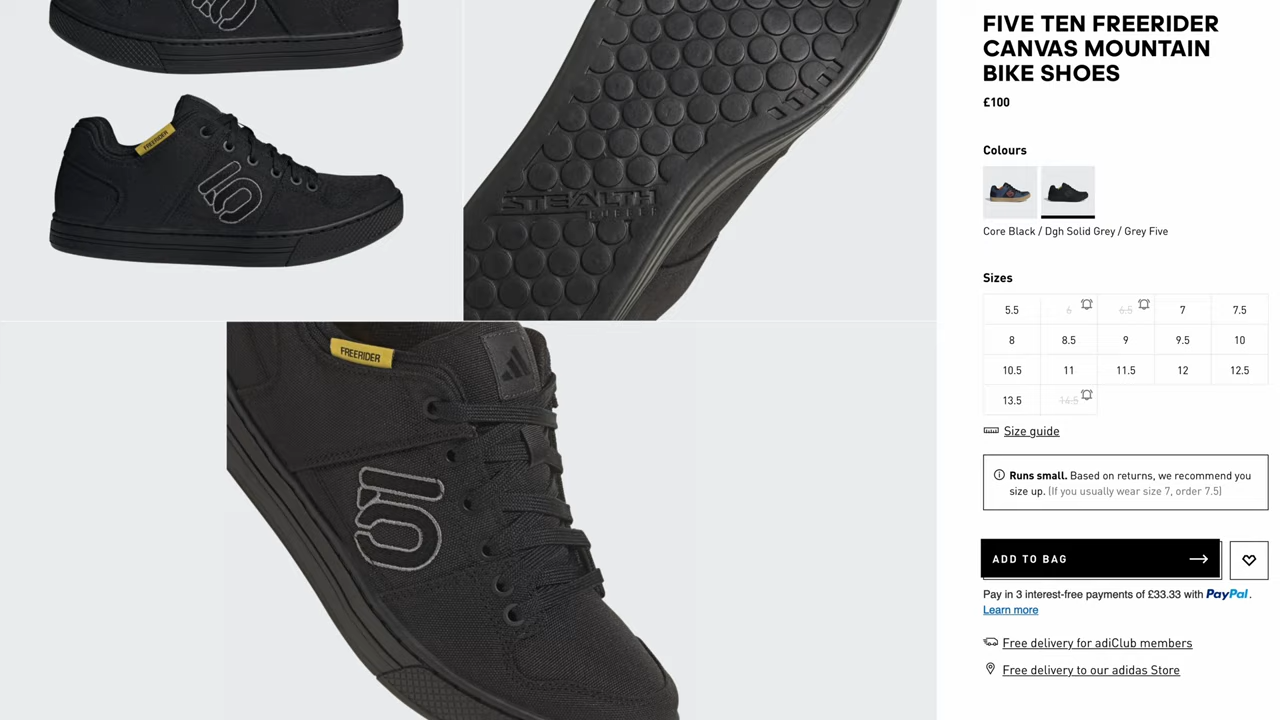 FREERIDER
STEALTH
RUBBER
FREERIDER
FIVE TEN FREERIDER
CANVAS MOUNTAIN
BIKE SHOES
£100
Colours
Core Black / Dgh Solid Grey / Grey Five
Sizes
5.5 6 6.5 7 7.5
8 8.5 9 9.5 10
10.5 11 11.5 12 12.5
13.5 14.5
Size guide
Runs small. Based on returns, we recommend you
size up. (If you usually wear size 7, order 7.5)
ADD TO BAG
Pay in 3 interest-free payments of £33.33 with PayPal.
Learn more
Free delivery for adiClub members
Free delivery to our adidas Store